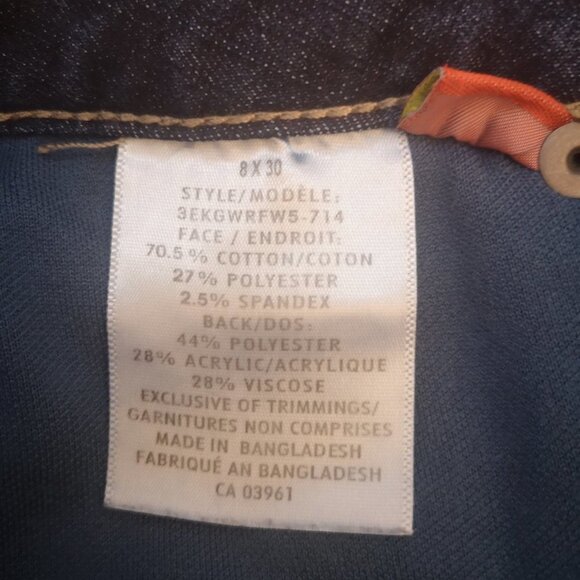 8 X 30
STYLE/MODÈLE:
3EKGWRFW5-714
FACE / ENDROIT:
70.5% COTTON/COTON
27% POLYESTER
2.5% SPANDEX
BACK/DOS:
44% POLYESTER
28% ACRYLIC/ACRYLIQUE
28% VISCOSE
EXCLUSIVE OF TRIMMINGS/
GARNITURES NON COMPRISES
MADE IN BANGLADESH
FABRIQUÉ AN BANGLADESH
CA 03961